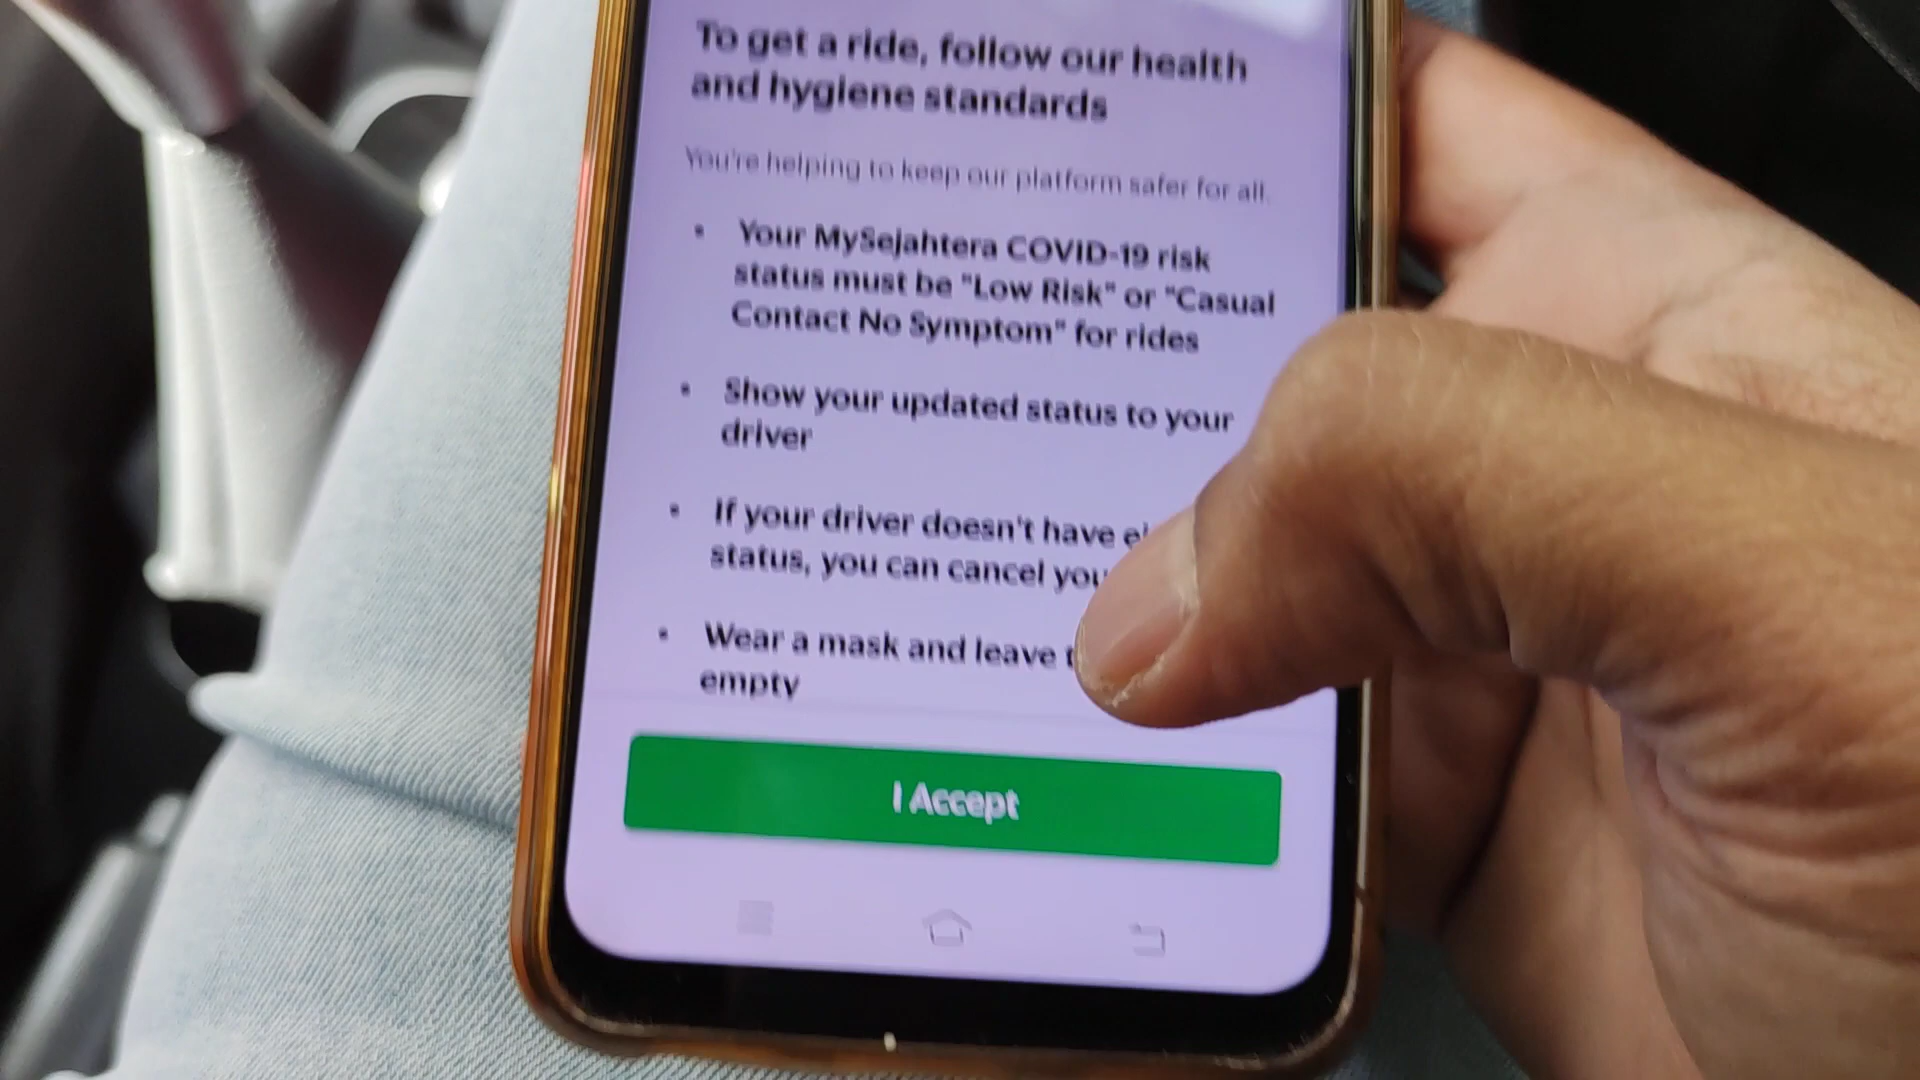 To get a ride, follow our health
and hygiene standards
You're helping to keep our platform safer for all.
• Your MySejahtera COVID-19 risk
status must be "Low Risk" or "Casual
Contact No Symptom" for rides
• Show your updated status to your
driver
• If your driver doesn't have
status, you can cancel
• Wear a mask and leave
empty
I Accept